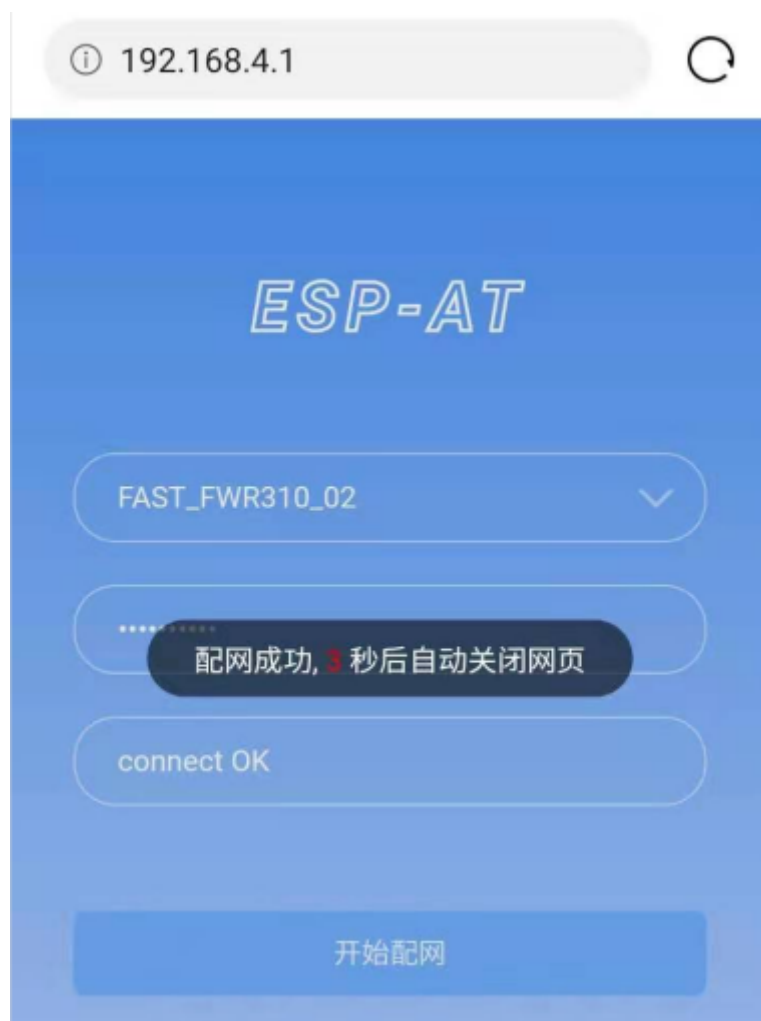 192.168.4.1
ESP-AT
FAST_FWR310_02
配网成功, 3 秒后自动关闭网页
connect OK
开始配网